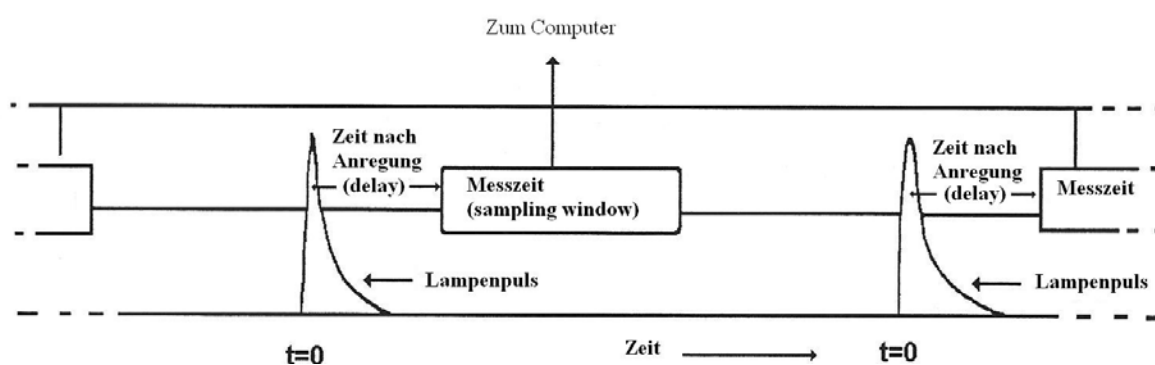 Zum Computer
Zeit nach
Anregung
(delay)
Messzeit
(sampling window)
Lampenpuls
t=0
Zeit
Zeit nach
Anregung
(delay)
Messzeit
Lampenpuls
t=0